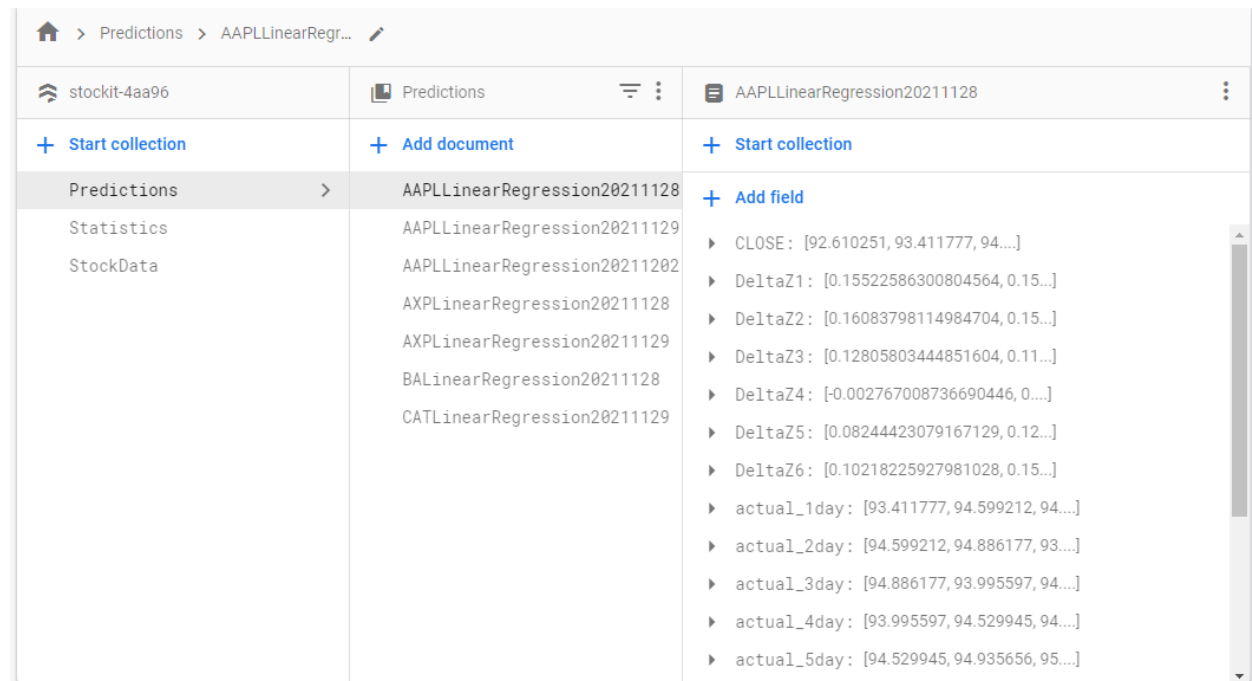 Predictions > AAPLLinearRegr...
stockit-4aa96
Start collection
Predictions
Statistics
StockData
Predictions
Add document
AAPLLinearRegression20211128
AAPLLinearRegression20211129
AAPLLinearRegression20211202
AXPLinearRegression20211128
AXPLinearRegression20211129
BALinearRegression20211128
CATLinearRegression20211129
AAPLLinearRegression20211128
Start collection
Add field
CLOSE: [92.610251, 93.411777, 94....]
DeltaZ1: [0.15522586300804564, 0.15...]
DeltaZ2: [0.16083798114984704, 0.15...]
DeltaZ3: [0.12805803444851604, 0.11...]
DeltaZ4: [-0.002767008736690446, 0....]
DeltaZ5: [0.08244423079167129, 0.12...]
DeltaZ6: [0.10218225927981028, 0.15...]
actual_1day: [93.411777, 94.599212, 94....]
actual_2day: [94.599212, 94.886177, 93....]
actual_3day: [94.886177, 93.995597, 94....]
actual_4day: [93.995597, 94.529945, 94....]
actual_5day: [94.529945, 94.935656, 95....]